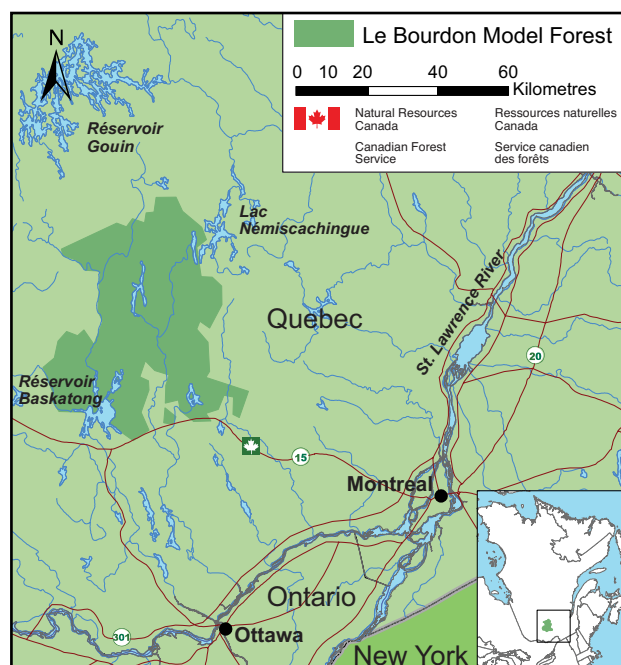 N
Le Bourdon Model Forest
0 10 20 40 60
Kilometres
Natural Resources
Canada
Ressources naturelles
Canada
Canadian Forest
Service
Service canadien
des forêts
Réservoir
Gouin
Lac
Némiscachingue
Quebec
St. Lawrence River
20
Réservoir
Baskatong
15
Montreal
Ontario
301
Ottawa
New York